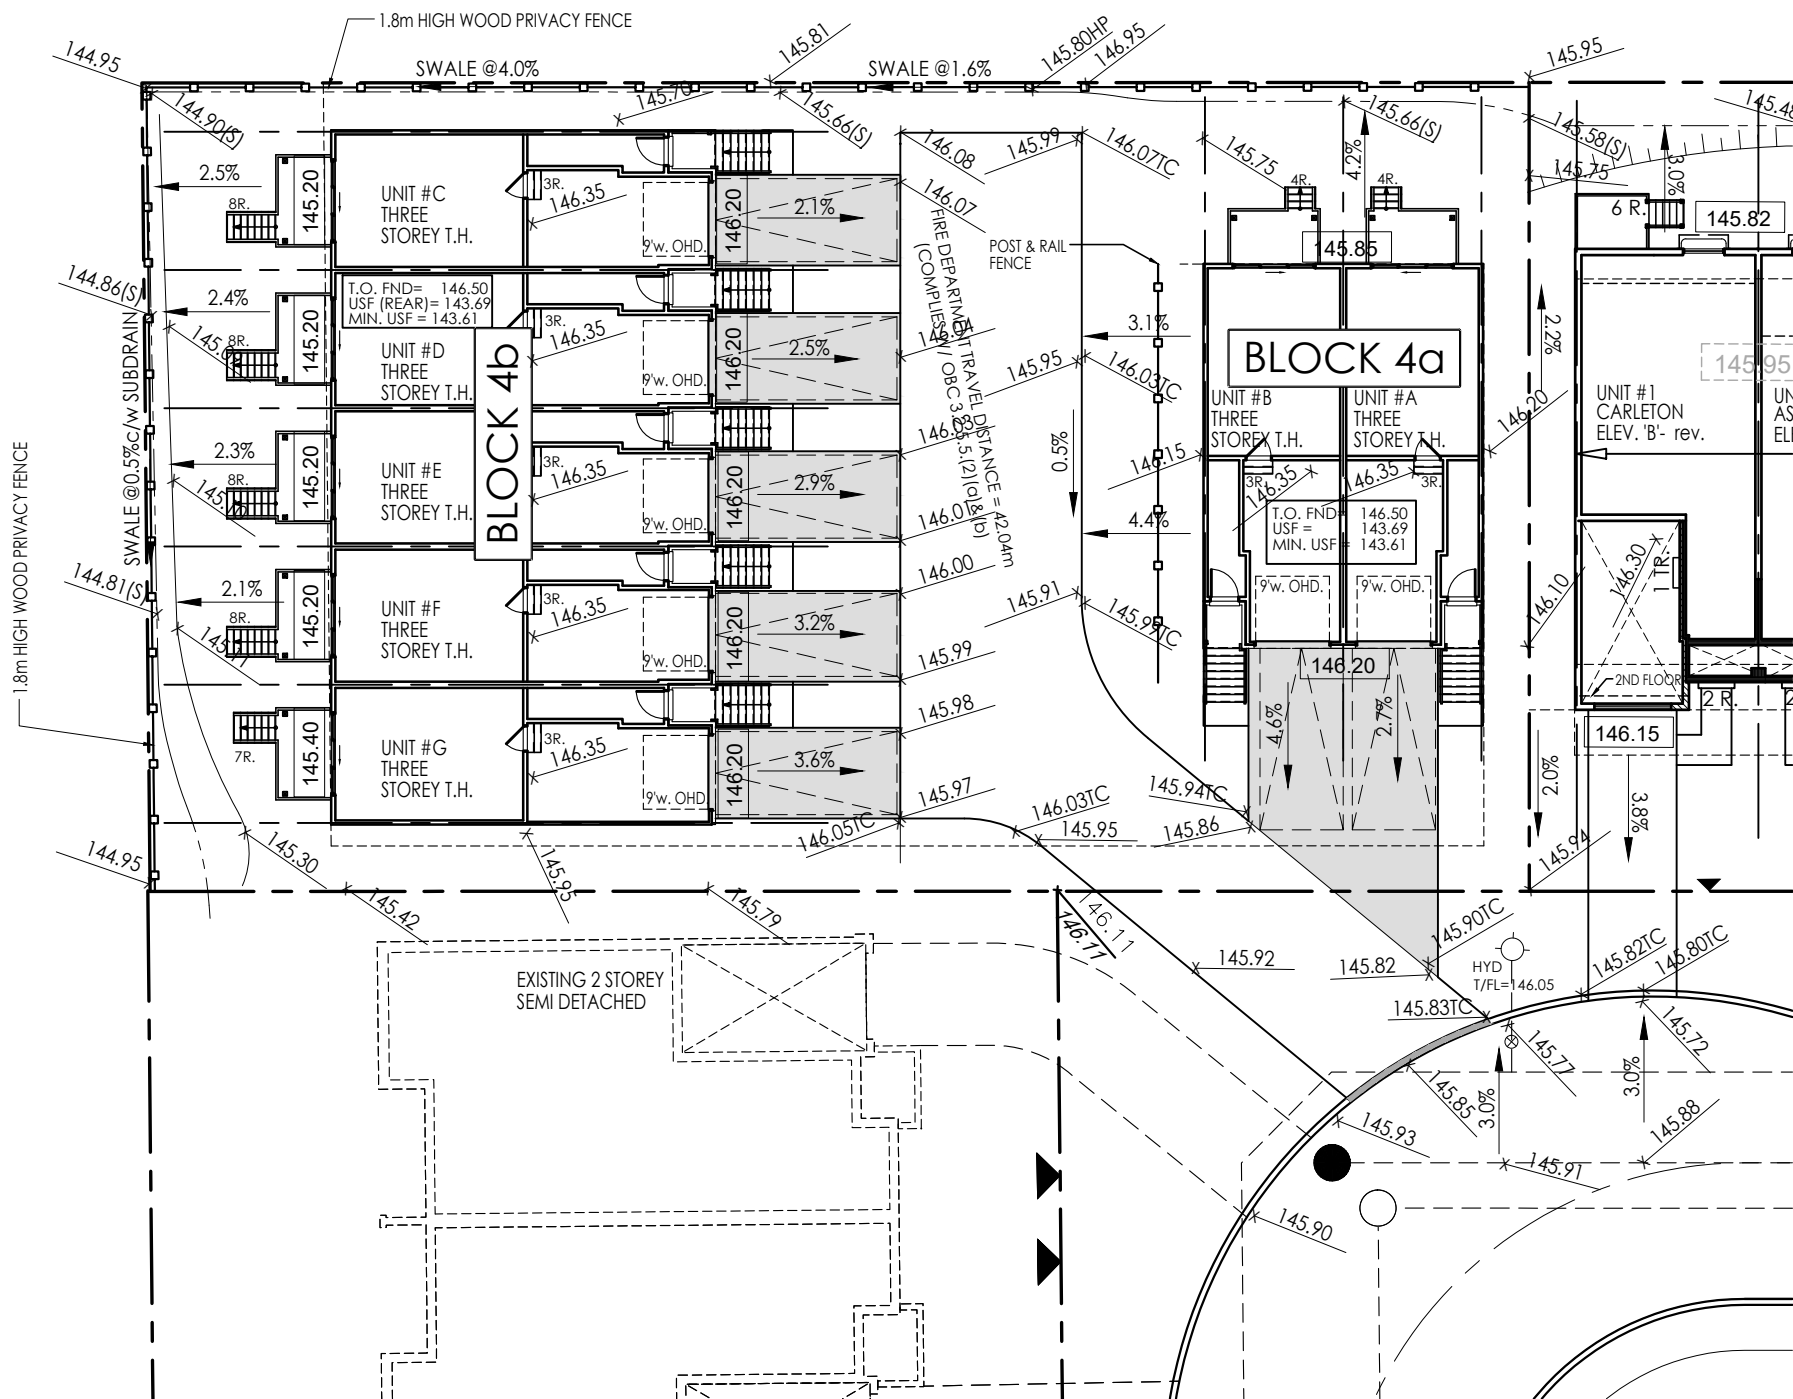 1.8m HIGH WOOD PRIVACY FENCE
144.95
SWALE @4.0%
145.81
SWALE @1.6%
145.80HP
146.95
145.95
144.90(S)
145.70
145.66(S)
146.08
145.99
146.07TC
145.75
4.2%
145.66(S)
145.58(S)
145.75
3.0%
2.5%
8R.
145.20
UNIT #C
THREE
STOREY T.H.
3R.
146.35
9'w. OHD.
146.20
2.1%
146.07
POST & RAIL
FENCE
4R.
4R.
145.85
6 R.
145.82
144.86(S)
2.4%
8R.
145.20
T.O. FND= 146.50
USF (REAR)= 143.69
MIN. USF = 143.61
UNIT #D
THREE
STOREY T.H.
3R.
146.35
9'w. OHD.
146.20
2.5%
FIRE DEPARTMENT TRAVEL DISTANCE = 42.04m
145.95
146.03TC
3.1%
BLOCK 4a
2.2%
145.95
BLOCK 4b
UNIT #B
THREE
STOREY T.H.
UNIT #A
THREE
STOREY T.H.
146.20
UNIT #1
CARLETON
ELEV. 'B'- rev.
SWALE @0.5%c/w SUBDRAIN
1.8m HIGH WOOD PRIVACY FENCE
2.3%
8R.
145.20
UNIT #E
THREE
STOREY T.H.
3R.
146.35
9'w. OHD.
146.20
2.9%
146.01
0.5%
146.15
4.4%
3R.
146.35
146.35
3R.
T.O. FND= 146.50
USF = 143.69
MIN. USF = 143.61
9'w. OHD.
9'w. OHD.
146.10
146.30
1 TR.
144.81(S)
2.1%
8R.
145.20
UNIT #F
THREE
STOREY T.H.
3R.
146.35
9'w. OHD.
146.20
3.2%
146.00
145.99
145.91
146.20
4.6%
2.7%
2ND FLOOR
2 R.
146.15
2.0%
3.8%
7R.
145.40
UNIT #G
THREE
STOREY T.H.
3R.
146.35
9'w. OHD.
146.20
3.6%
145.98
145.97
146.05TC
146.03TC
145.95
145.94TC
145.86
145.94
144.95
145.30
145.42
145.95
145.79
146.11
146.11
145.92
145.82
145.90TC
HYD
T/FL=146.05
145.82TC
145.80TC
EXISTING 2 STOREY
SEMI DETACHED
145.83TC
145.77
145.72
145.85
3.0%
3.0%
145.93
145.88
145.91
145.90